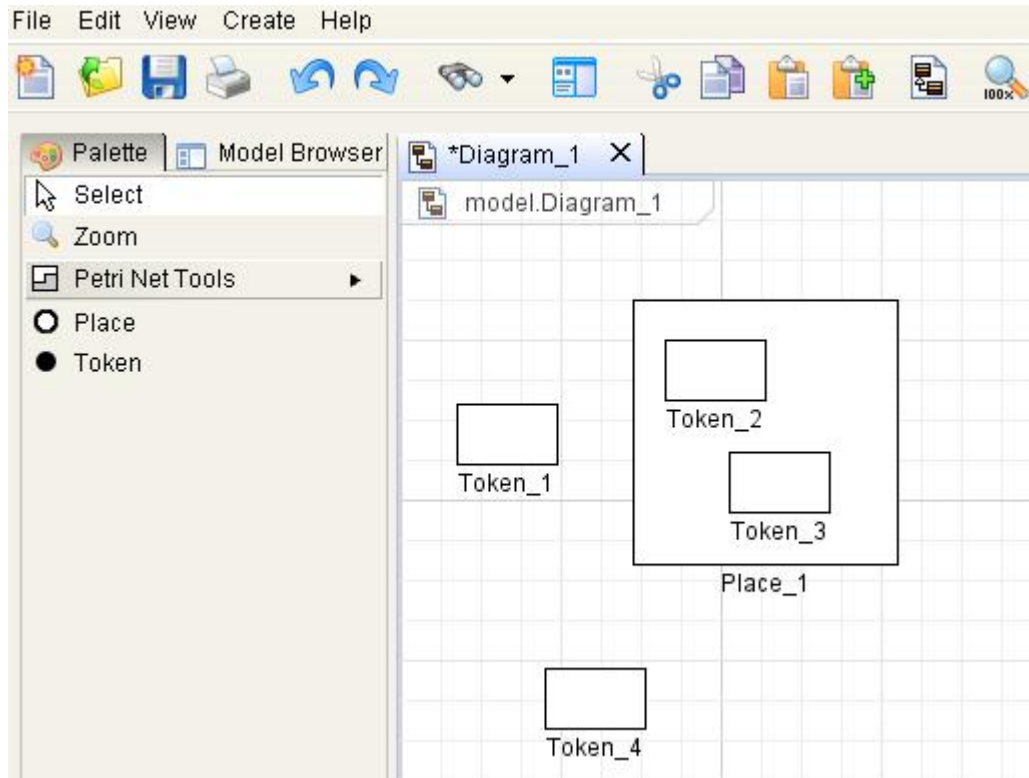 File Edit View Create Help
100%
Palette Model Browser
Select
Zoom
Petri Net Tools
Place
Token
*Diagram_1
model.Diagram_1
Token_1
Token_2
Token_3
Place_1
Token_4